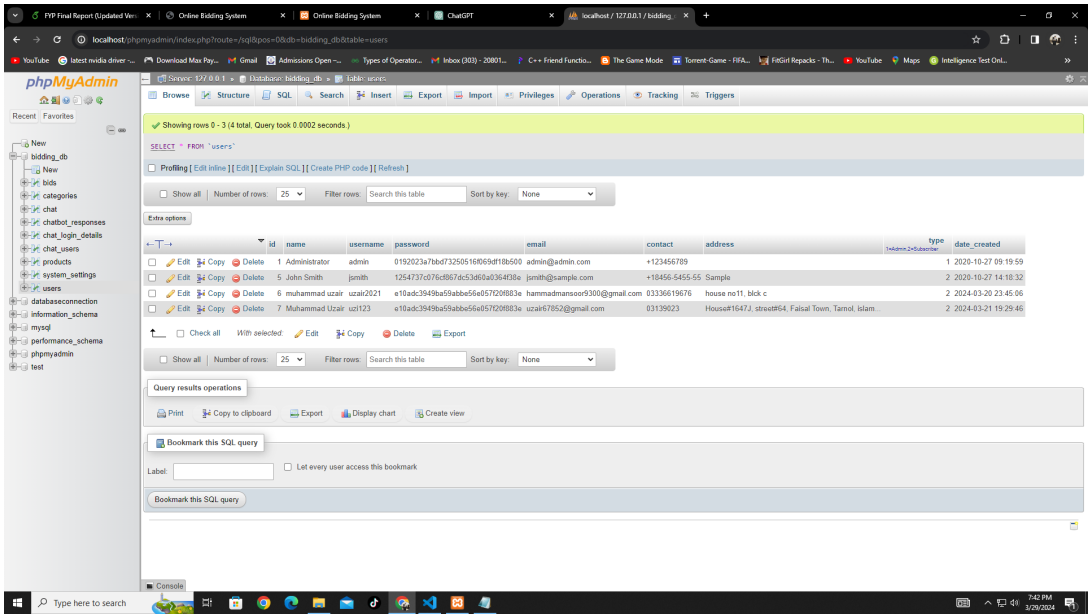 FYP Final Report (Updated Vers
Online Bidding System
Online Bidding System
ChatGPT
localhost / 127.0.0.1 / bidding_
localhost/phpmyadmin/index.php?route=/sql&pos=0&db=bidding_db&table=users
YouTube
latest nvidia driver -...
Download Max Pay...
Gmail
Admissions Open –...
Types of Operator...
Inbox (303) - 20801...
C++ Friend Functio...
The Game Mode
Torrent-Game - FIFA...
FitGirl Repacks - Th...
YouTube
Maps
Intelligence Test Onl...
phpMyAdmin
Recent Favorites
New
bidding_db
New
bids
categories
chat
chatbot_responses
chat_login_details
chat_users
products
system_settings
users
databaseconnection
information_schema
mysql
performance_schema
phpmyadmin
test
Server: 127.0.0.1 » Database: bidding_db » Table: users
Browse Structure SQL Search Insert Export Import Privileges Operations Tracking Triggers
Showing rows 0 - 3 (4 total, Query took 0.0002 seconds.)
SELECT * FROM `users`
Profiling [ Edit inline ] [ Edit ] [ Explain SQL ] [ Create PHP code ] [ Refresh ]
Show all Number of rows: 25 Filter rows: Search this table Sort by key: None
Extra options
←T→ id name username password email contact address type date_created
1=Admin,2=Subscriber
Edit Copy Delete 1 Administrator admin 0192023a7bbd73250516f069df18b500 admin@admin.com +123456789 1 2020-10-27 09:19:59
Edit Copy Delete 5 John Smith jsmith 1254737c076cf867dc53d60a0364f38e jsmith@sample.com +18456-5455-55 Sample 2 2020-10-27 14:18:32
Edit Copy Delete 6 muhammad uzair uzair2021 e10adc3949ba59abbe56e057f20f883e hammadmansoor9300@gmail.com 03336619676 house no11, blck c 2 2024-03-20 23:45:06
Edit Copy Delete 7 Muhammad Uzair uzi123 e10adc3949ba59abbe56e057f20f883e uzair67852@gmail.com 03139023 House#1647J, street#64, Faisal Town, Tarnol, islam... 2 2024-03-21 19:29:46
Check all With selected: Edit Copy Delete Export
Show all Number of rows: 25 Filter rows: Search this table Sort by key: None
Query results operations
Print Copy to clipboard Export Display chart Create view
Bookmark this SQL query
Label: Let every user access this bookmark
Bookmark this SQL query
Console
Type here to search
7:42 PM
3/29/2024